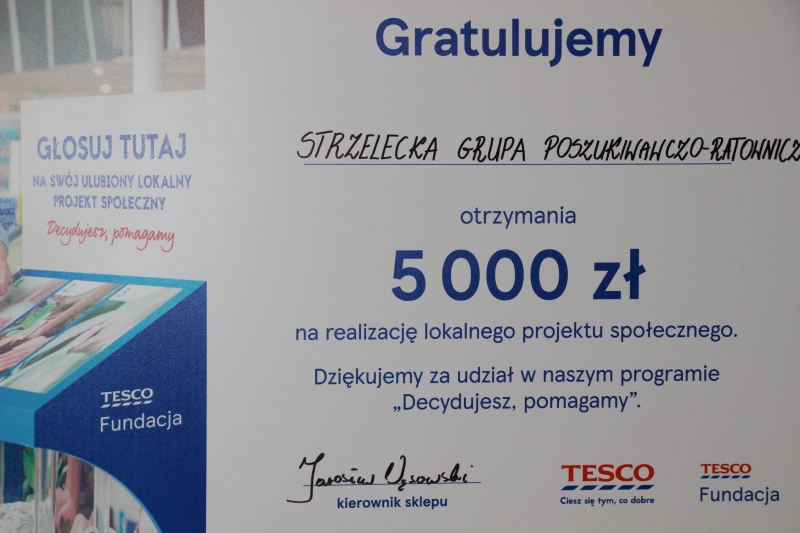 GŁOSUJ TUTAJ
NA SWÓJ ULUBIONY LOKALNY
PROJEKT SPOŁECZNY
Decydujesz, pomagamy
TESCO
Fundacja
Gratulujemy
STRZELECKA GRUPA POSZUKIWAWCZO-RATOWNICZ
otrzymania
5 000 zł
na realizację lokalnego projektu społecznego.
Dziękujemy za udział w naszym programie
„Decydujesz, pomagamy”.
Jarosław Wąsowski
kierownik sklepu
TESCO
Ciesz się tym, co dobre
TESCO
Fundacja